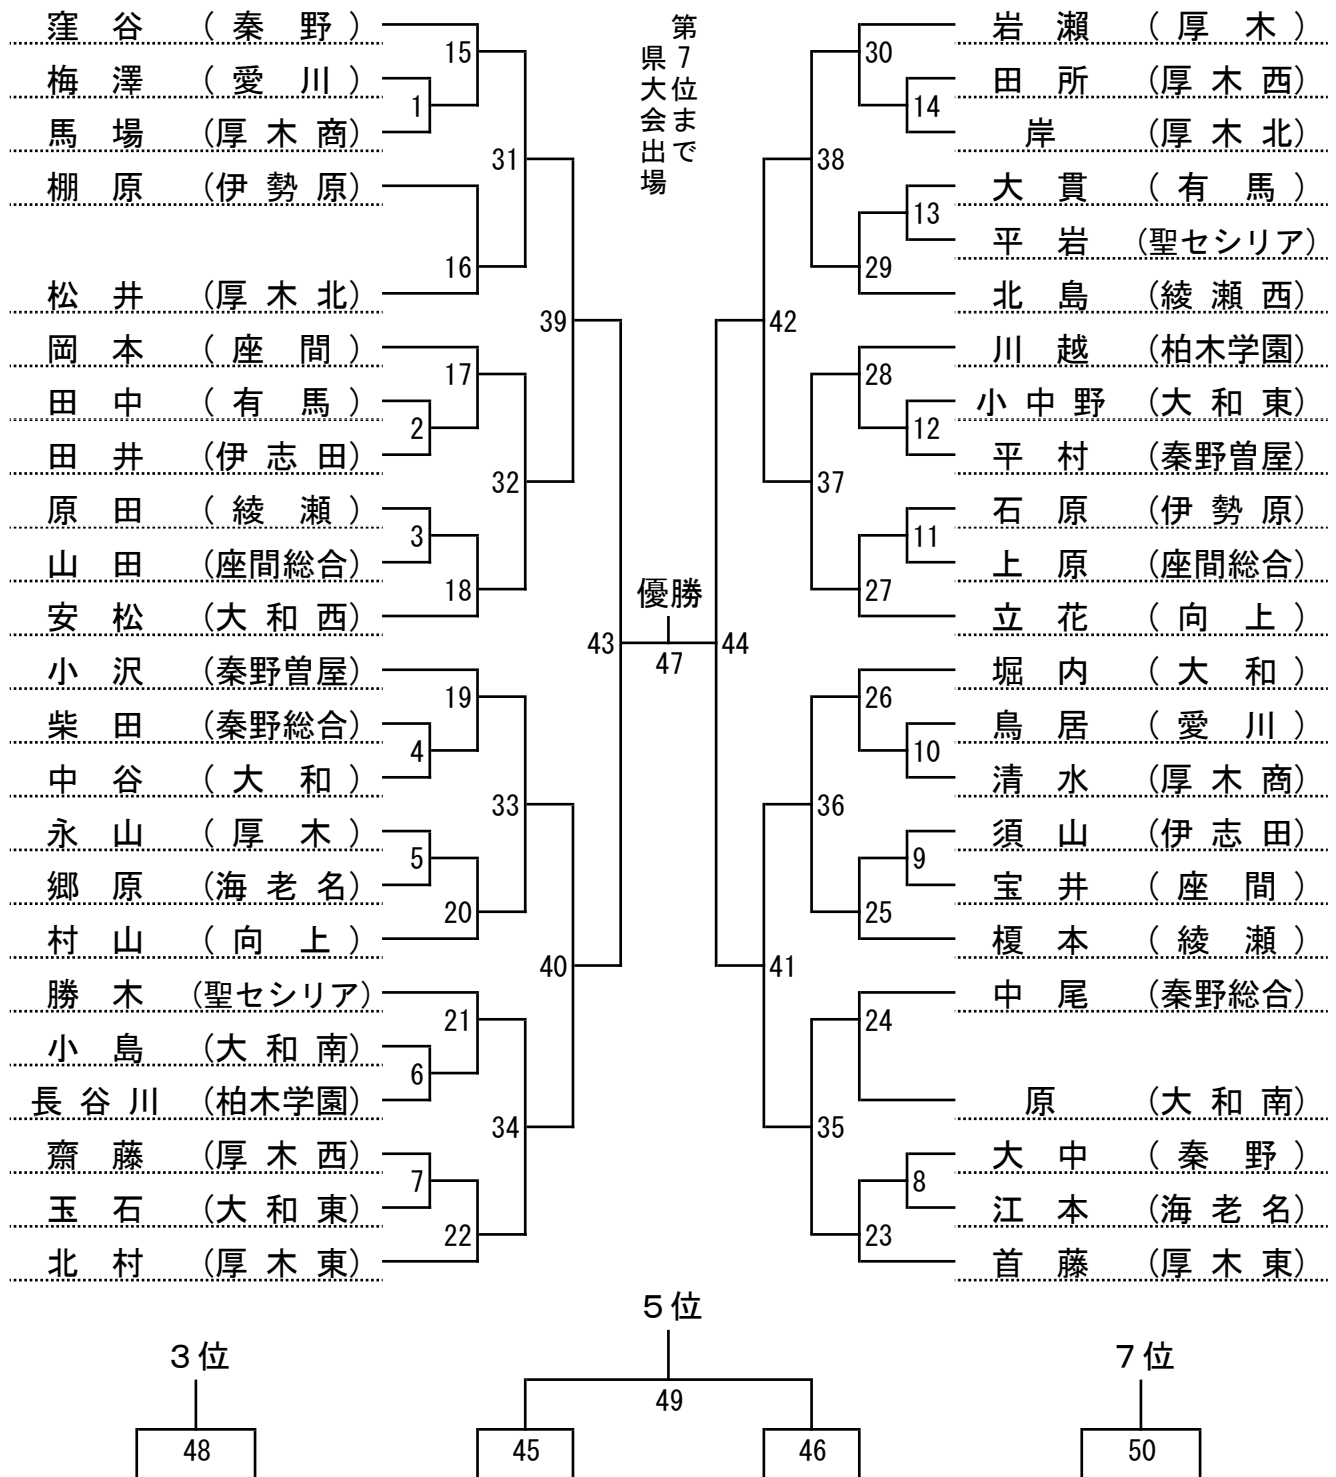 窪谷 (秦野)
15
梅澤 (愛川)
1
馬場 (厚木商)
31
棚原 (伊勢原)
16
松井 (厚木北)
39
岡本 (座間)
17
田中 (有馬)
2
田井 (伊志田)
32
原田 (綾瀬)
3
山田 (座間総合)
18
安松 (大和西)
43
小沢 (秦野曽屋)
19
柴田 (秦野総合)
4
中谷 (大和)
33
永山 (厚木)
5
郷原 (海老名)
20
村山 (向上)
40
勝木 (聖セシリア)
21
小島 (大和南)
6
長谷川 (柏木学園)
34
齋藤 (厚木西)
7
玉石 (大和東)
22
北村 (厚木東)
第7位まで
県大会出場
優勝
47
岩瀬 (厚木)
30
田所 (厚木西)
14
岸 (厚木北)
38
大貫 (有馬)
13
平岩 (聖セシリア)
29
北島 (綾瀬西)
42
川越 (柏木学園)
28
小中野 (大和東)
12
平村 (秦野曽屋)
37
石原 (伊勢原)
11
上原 (座間総合)
27
立花 (向上)
44
堀内 (大和)
26
鳥居 (愛川)
10
清水 (厚木商)
36
須山 (伊志田)
9
宝井 (座間)
25
榎本 (綾瀬)
41
中尾 (秦野総合)
24
原 (大和南)
35
大中 (秦野)
8
江本 (海老名)
23
首藤 (厚木東)
3位
48
5位
49
45
46
7位
50